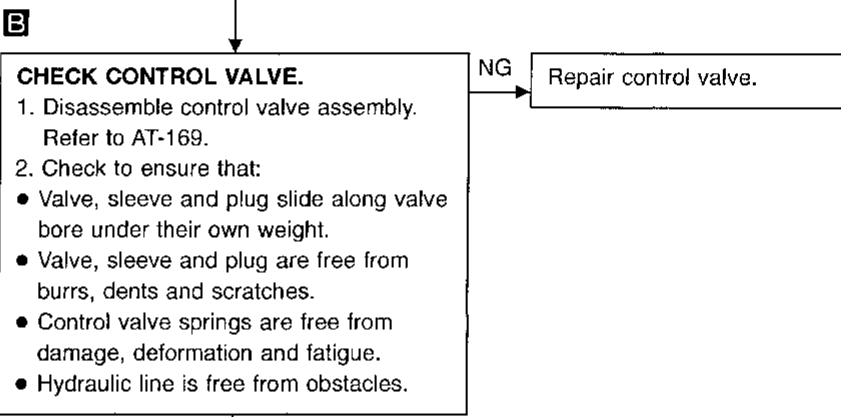 B
CHECK CONTROL VALVE.
1. Disassemble control valve assembly.
Refer to AT-169.
2. Check to ensure that:
● Valve, sleeve and plug slide along valve
bore under their own weight.
● Valve, sleeve and plug are free from
burrs, dents and scratches.
● Control valve springs are free from
damage, deformation and fatigue.
● Hydraulic line is free from obstacles.
NG
Repair control valve.